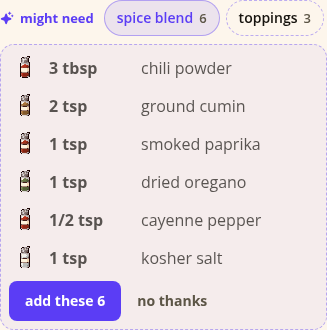 might need spice blend 6 toppings 3
3 tbsp chili powder
2 tsp ground cumin
1 tsp smoked paprika
1 tsp dried oregano
1/2 tsp cayenne pepper
1 tsp kosher salt
add these 6 no thanks